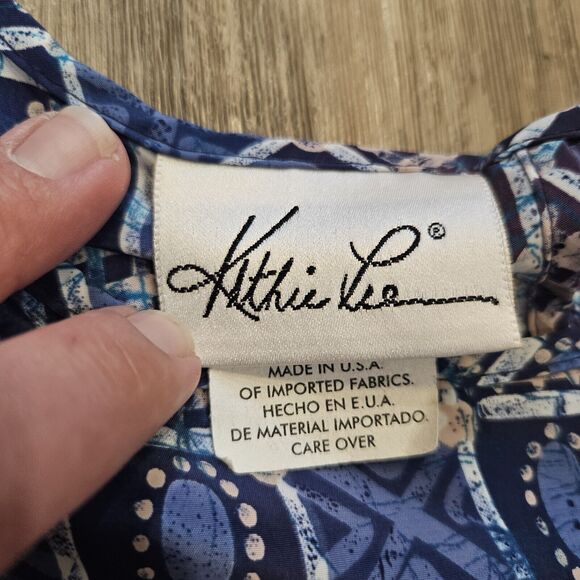 Kathie Lee®
MADE IN U.S.A.
OF IMPORTED FABRICS.
HECHO EN E.U.A.
DE MATERIAL IMPORTADO.
CARE OVER